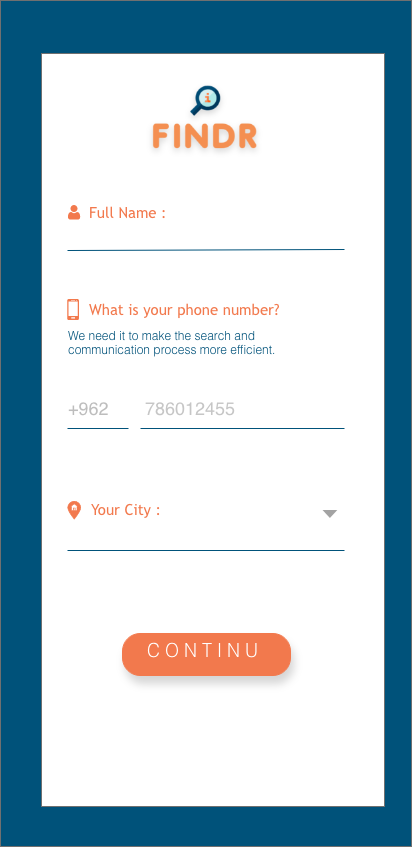 i
FINDR
Full Name :
What is your phone number?
We need it to make the search and
communication process more efficient.
+962 786012455
Your City :
CONTINU